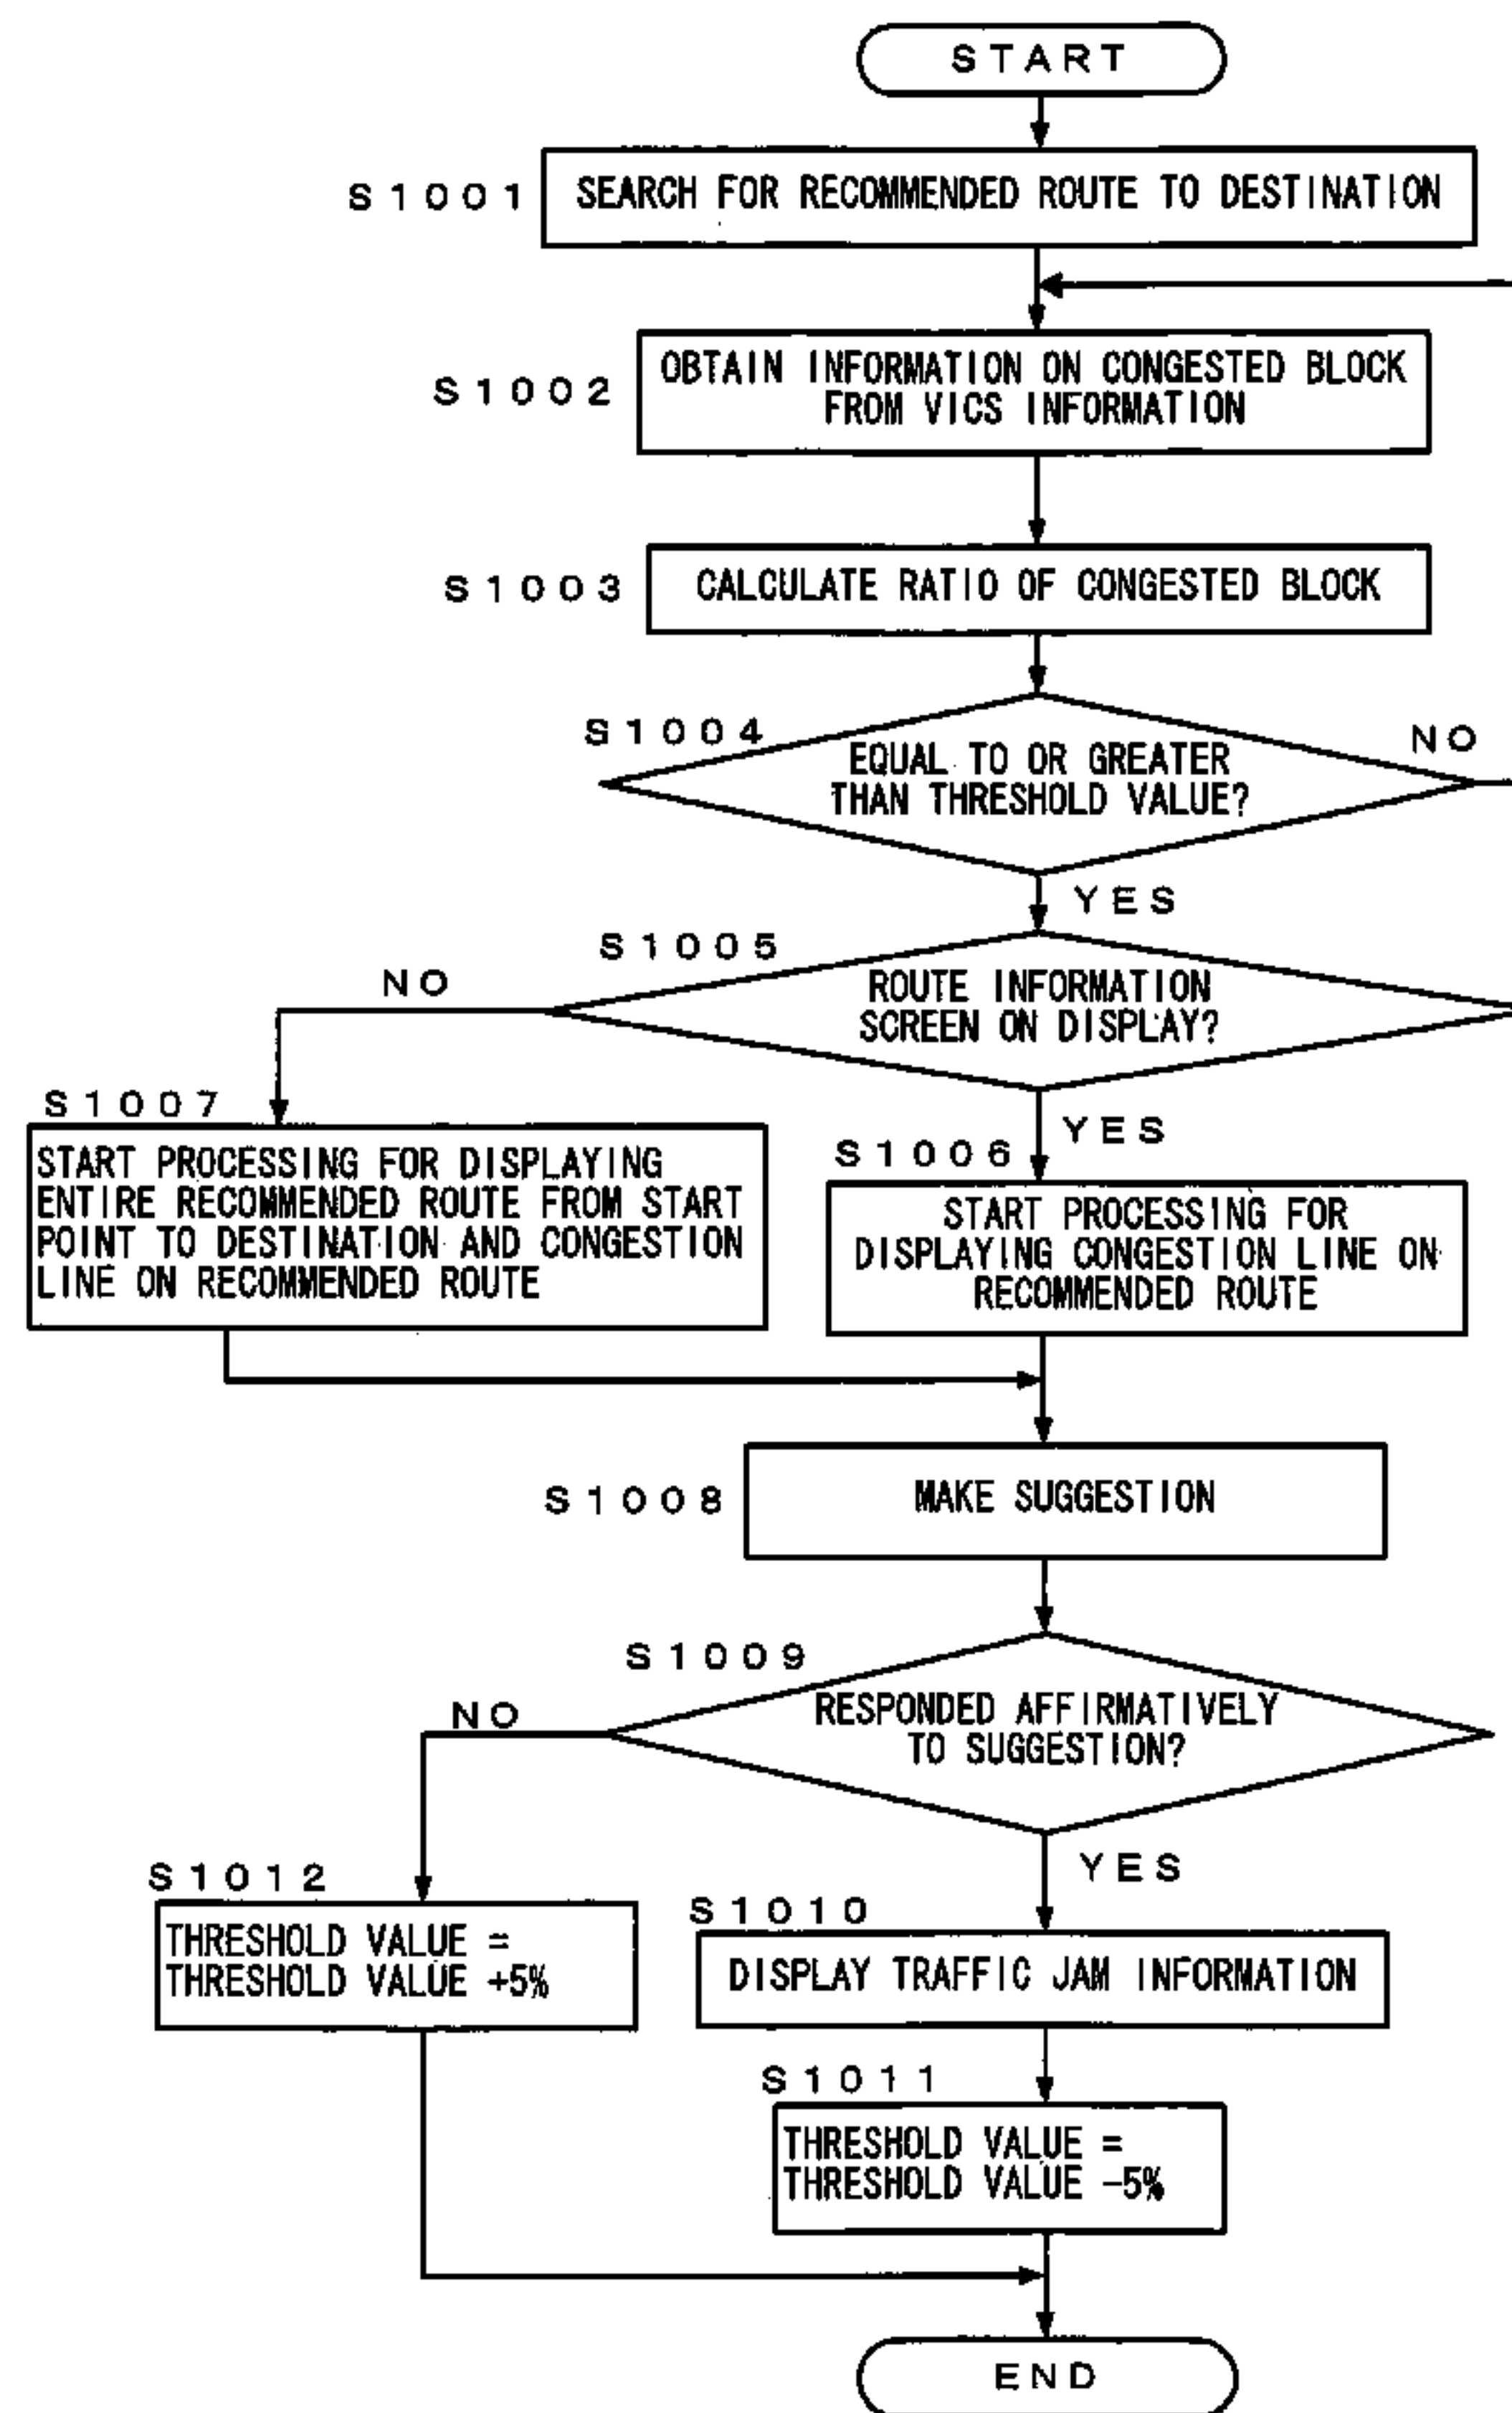 START
S1001
SEARCH FOR RECOMMENDED ROUTE TO DESTINATION
S1002
OBTAIN INFORMATION ON CONGESTED BLOCK
FROM VICS INFORMATION
S1003
CALCULATE RATIO OF CONGESTED BLOCK
S1004
EQUAL TO OR GREATER
THAN THRESHOLD VALUE?
NO
YES
S1005
ROUTE INFORMATION
SCREEN ON DISPLAY?
NO
YES
S1007
START PROCESSING FOR DISPLAYING
ENTIRE RECOMMENDED ROUTE FROM START
POINT TO DESTINATION AND CONGESTION
LINE ON RECOMMENDED ROUTE
S1006
START PROCESSING FOR
DISPLAYING CONGESTION LINE ON
RECOMMENDED ROUTE
S1008
MAKE SUGGESTION
S1009
RESPONDED AFFIRMATIVELY
TO SUGGESTION?
NO
YES
S1012
THRESHOLD VALUE =
THRESHOLD VALUE +5%
S1010
DISPLAY TRAFFIC JAM INFORMATION
S1011
THRESHOLD VALUE =
THRESHOLD VALUE -5%
END